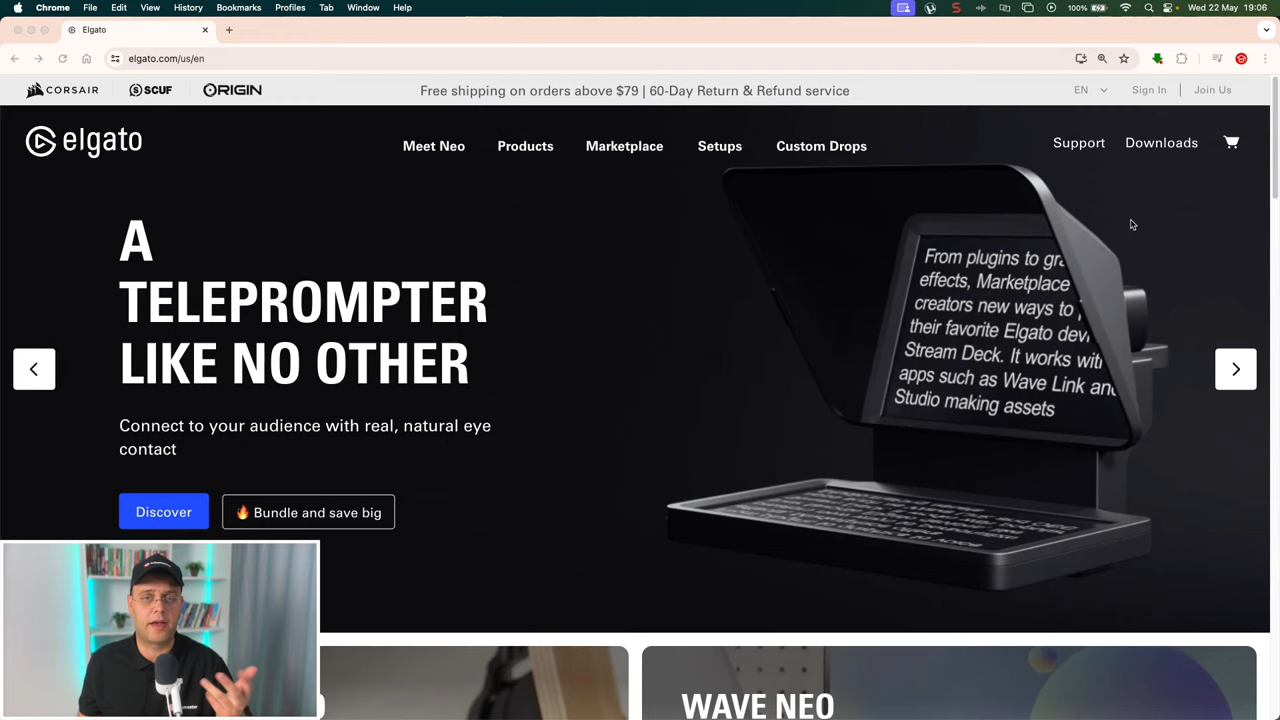 Chrome File Edit View History Bookmarks Profiles Tab Window Help
100% Wed 22 May 19:06
Elgato
elgato.com/us/en
CORSAIR SCUF ORIGIN
Free shipping on orders above $79 | 60-Day Return & Refund service
EN Sign In | Join Us
elgato
Meet Neo Products Marketplace Setups Custom Drops
Support Downloads
A
TELEPROMPTER
LIKE NO OTHER
Connect to your audience with real, natural eye
contact
Discover 🔥 Bundle and save big
From plugins to gra
effects, Marketplace
creators new ways to
their favorite Elgato devi
Stream Deck. It works with
apps such as Wave Link and
Studio making assets
WAVE NEO